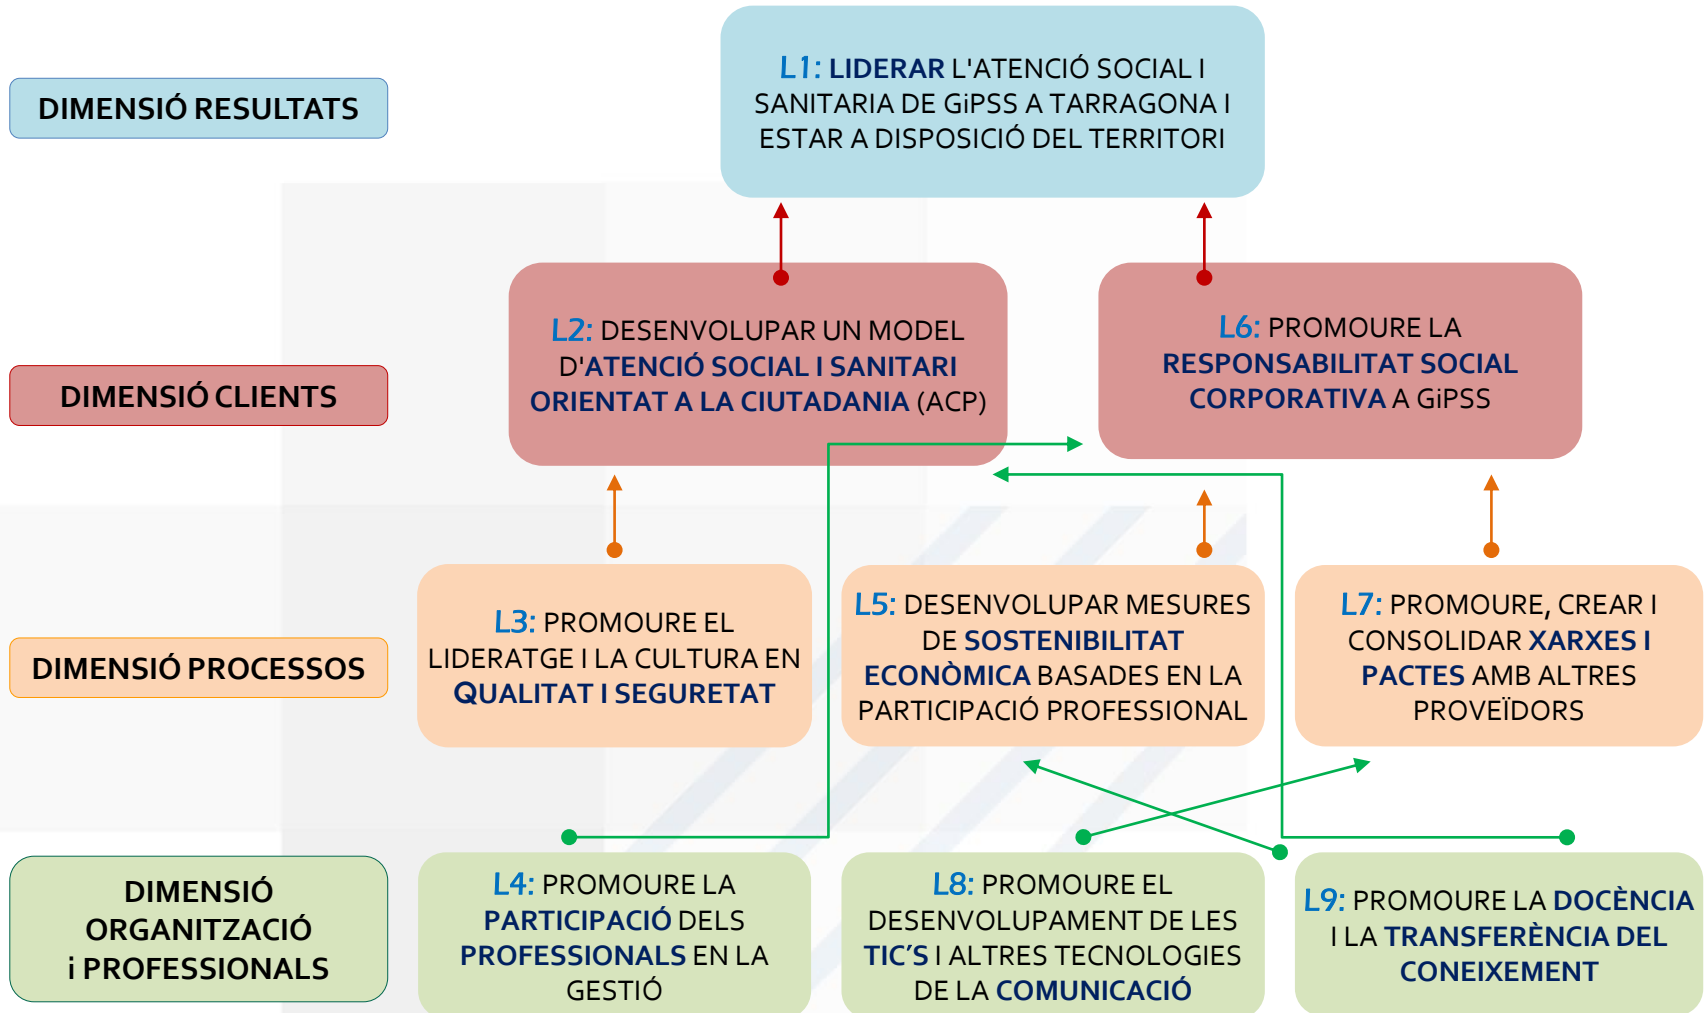 DIMENSIÓ RESULTATS
L1: LIDERAR L'ATENCIÓ SOCIAL I
SANITARIA DE GiPSS A TARRAGONA I
ESTAR A DISPOSICIÓ DEL TERRITORI
DIMENSIÓ CLIENTS
L2: DESENVOLUPAR UN MODEL
D'ATENCIÓ SOCIAL I SANITARI
ORIENTAT A LA CIUTADANIA (ACP)
L6: PROMOURE LA
RESPONSABILITAT SOCIAL
CORPORATIVA A GiPSS
DIMENSIÓ PROCESSOS
L3: PROMOURE EL
LIDERATGE I LA CULTURA EN
QUALITAT I SEGURETAT
L5: DESENVOLUPAR MESURES
DE SOSTENIBILITAT
ECONÒMICA BASADES EN LA
PARTICIPACIÓ PROFESSIONAL
L7: PROMOURE, CREAR I
CONSOLIDAR XARXES I
PACTES AMB ALTRES
PROVEÏDORS
DIMENSIÓ
ORGANITZACIÓ
i PROFESSIONALS
L4: PROMOURE LA
PARTICIPACIÓ DELS
PROFESSIONALS EN LA
GESTIÓ
L8: PROMOURE EL
DESENVOLUPAMENT DE LES
TIC'S I ALTRES TECNOLOGIES
DE LA COMUNICACIÓ
L9: PROMOURE LA DOCÈNCIA
I LA TRANSFERÈNCIA DEL
CONEIXEMENT